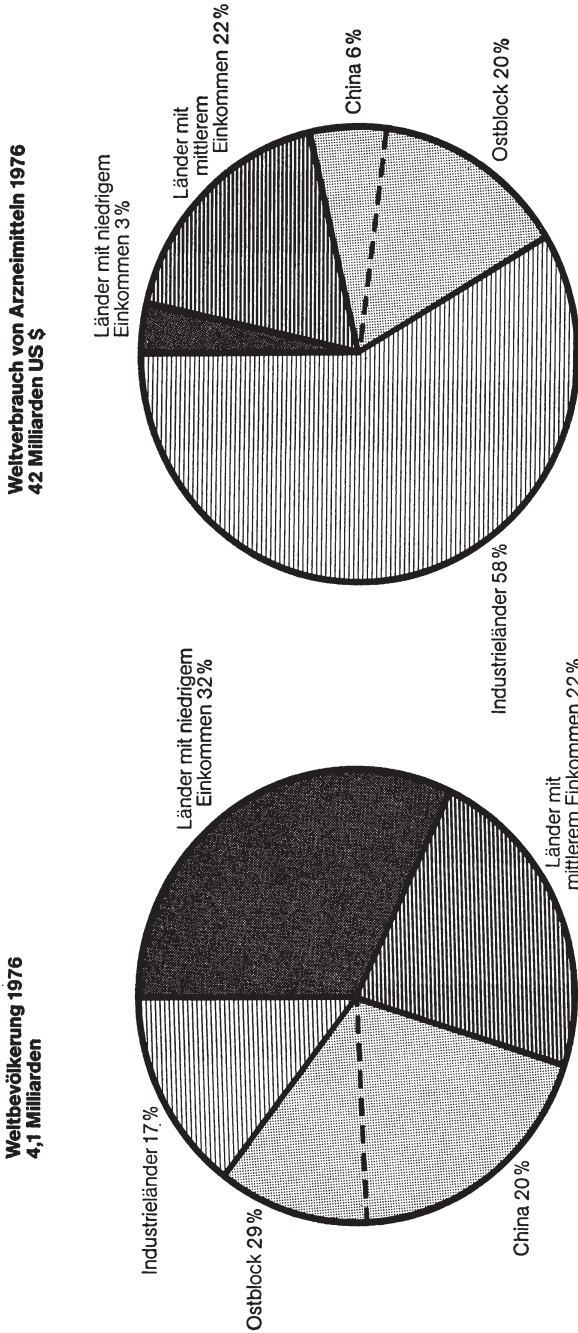 Weltbevölkerung 1976
4,1 Milliarden
Industrieländer 17%
Länder mit niedrigem
Einkommen 32%
Ostblock 29%
China 20%
Länder mit
mittlerem Einkommen 22%
Weltverbrauch von Arzneimitteln 1976
42 Milliarden US $
Länder mit niedrigem
Einkommen 3%
Länder mit
mittlerem
Einkommen 22%
China 6%
Ostblock 20%
Industrieländer 58%